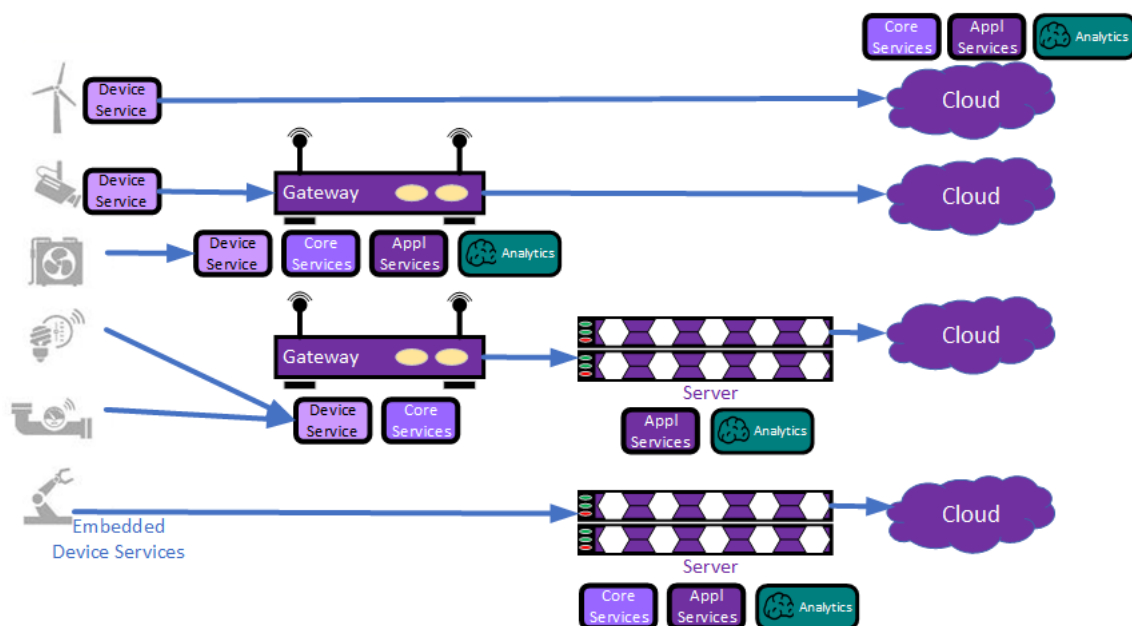 Core
Services
Appl
Services
Analytics
Device
Service
Cloud
Device
Service
Gateway
Cloud
Device
Service
Core
Services
Appl
Services
Analytics
Gateway
Cloud
Server
Device
Service
Core
Services
Appl
Services
Analytics
Embedded
Device Services
Cloud
Server
Core
Services
Appl
Services
Analytics